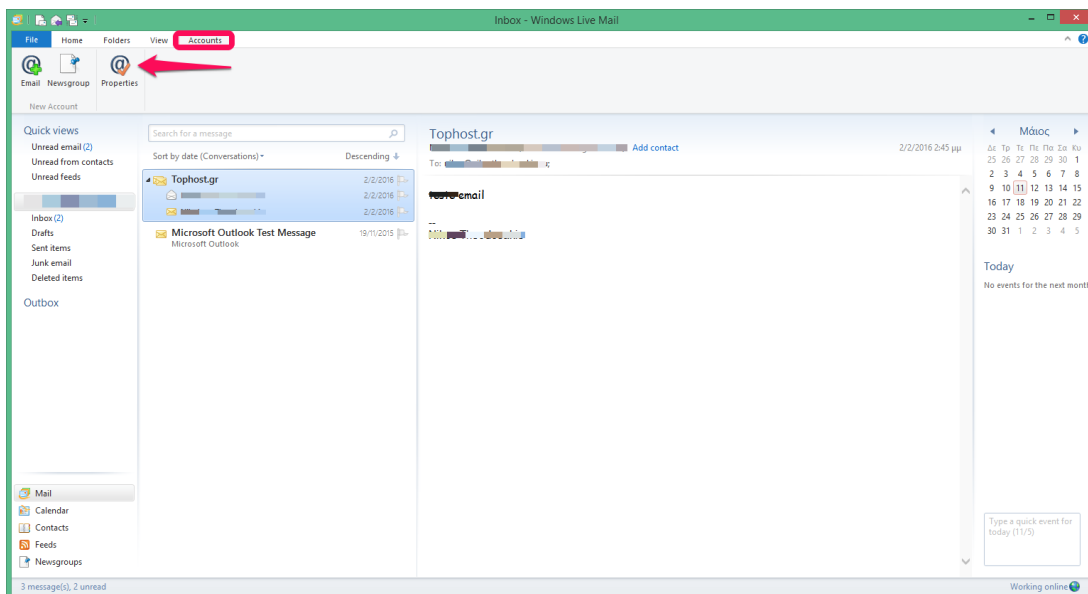 Inbox - Windows Live Mail
File Home Folders View Accounts
Email Newsgroup Properties
New Account
Quick views
Unread email (2)
Unread from contacts
Unread feeds
Inbox (2)
Drafts
Sent items
Junk email
Deleted items
Outbox
Mail
Calendar
Contacts
Feeds
Newsgroups
Search for a message
Sort by date (Conversations) Descending
Tophost.gr 2/2/2016
2/2/2016
2/2/2016
Microsoft Outlook Test Message 19/11/2015
Microsoft Outlook
Tophost.gr
Add contact 2/2/2016 2:45 μμ
To:
email
--
Μάιος
Δε Τρ Τε Πε Πα Σα Κυ
25 26 27 28 29 30 1
2 3 4 5 6 7 8
9 10 11 12 13 14 15
16 17 18 19 20 21 22
23 24 25 26 27 28 29
30 31 1 2 3 4 5
Today
No events for the next month
Type a quick event for
today (11/5)
3 message(s), 2 unread Working online